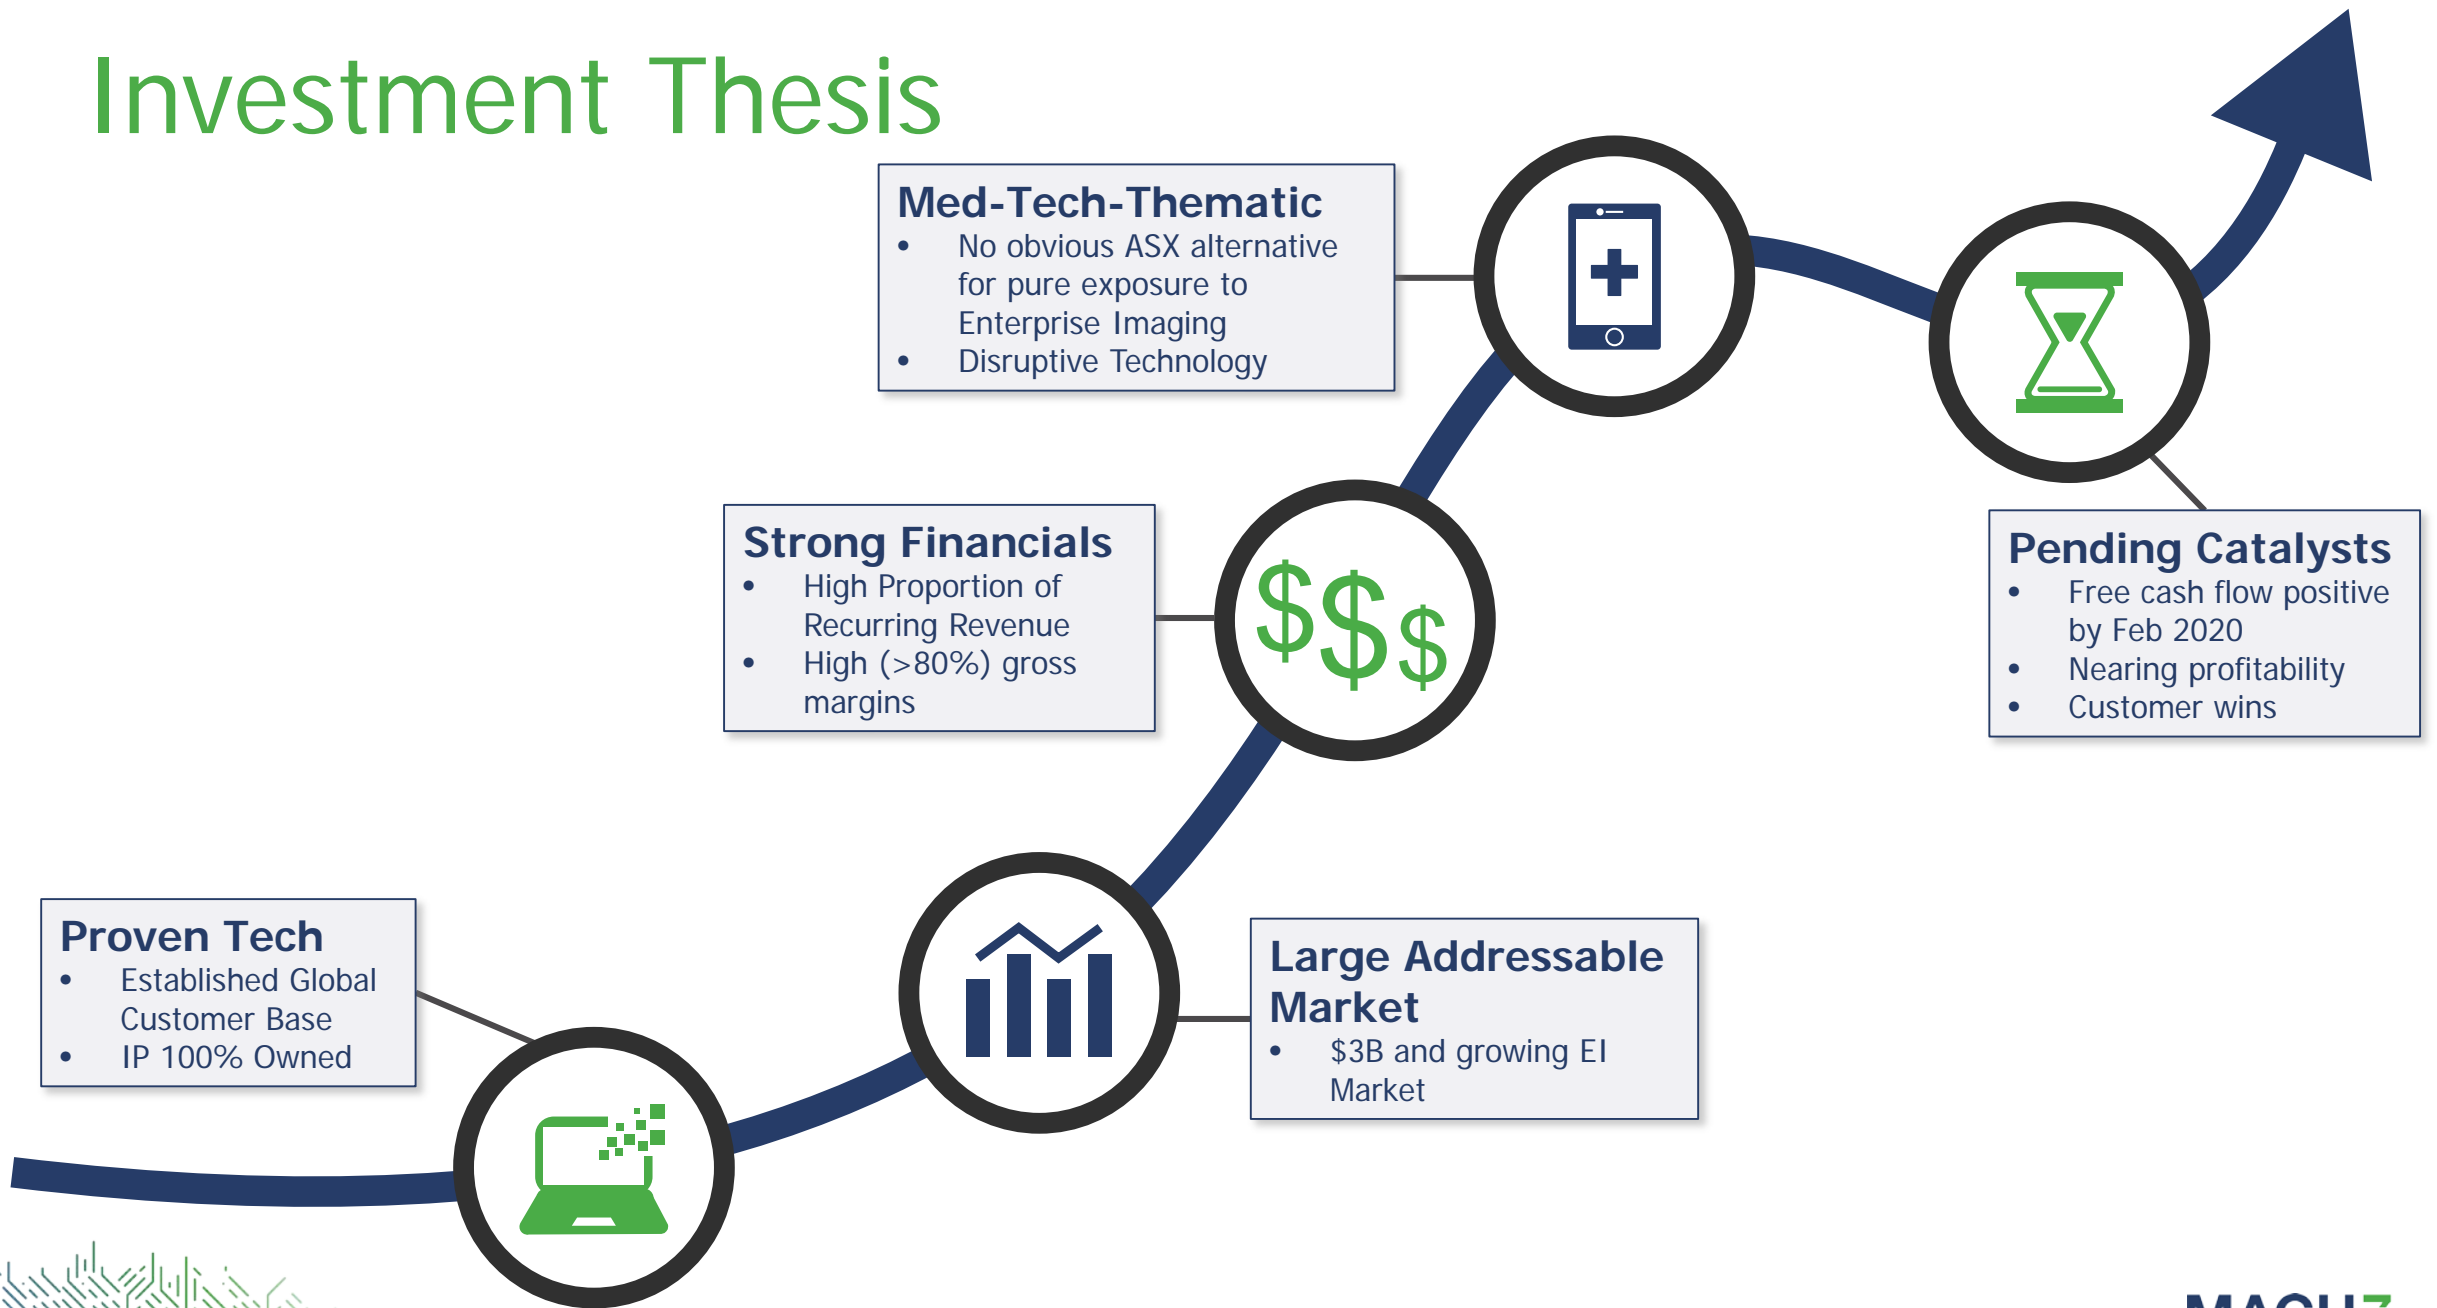 Investment Thesis
Med-Tech-Thematic
• No obvious ASX alternative
for pure exposure to
Enterprise Imaging
• Disruptive Technology
Strong Financials
• High Proportion of
Recurring Revenue
• High (>80%) gross
margins
$$$
Pending Catalysts
• Free cash flow positive
by Feb 2020
• Nearing profitability
• Customer wins
Proven Tech
• Established Global
Customer Base
• IP 100% Owned
Large Addressable
Market
• $3B and growing EI
Market
MACH7